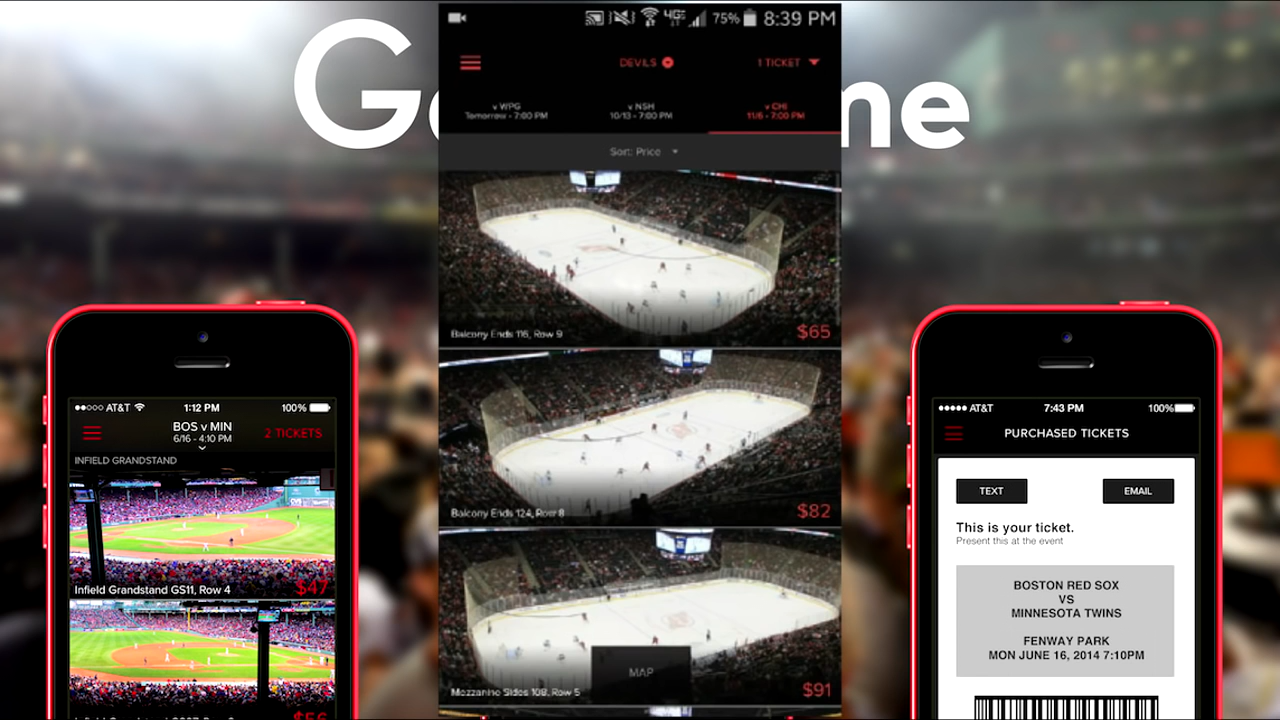 G
me
4G
75%
8:39 PM
DEVILS
1 TICKET
v WPG
Tomorrow - 7:00 PM
v NSH
10/13 - 7:00 PM
v CHI
11/6 - 7:00 PM
Sort: Price
Balcony Ends 116, Row 9
$65
Balcony Ends 124, Row 8
$82
MAP
Mezzanine Sides 108, Row 5
$91
AT&T
1:12 PM
100%
BOS v MIN
6/16 - 4:10 PM
2 TICKETS
INFIELD GRANDSTAND
Infield Grandstand GS11, Row 4
$47
$56
AT&T
7:43 PM
100%
PURCHASED TICKETS
TEXT
EMAIL
This is your ticket.
Present this at the event
BOSTON RED SOX
VS
MINNESOTA TWINS
FENWAY PARK
MON JUNE 16, 2014 7:10PM